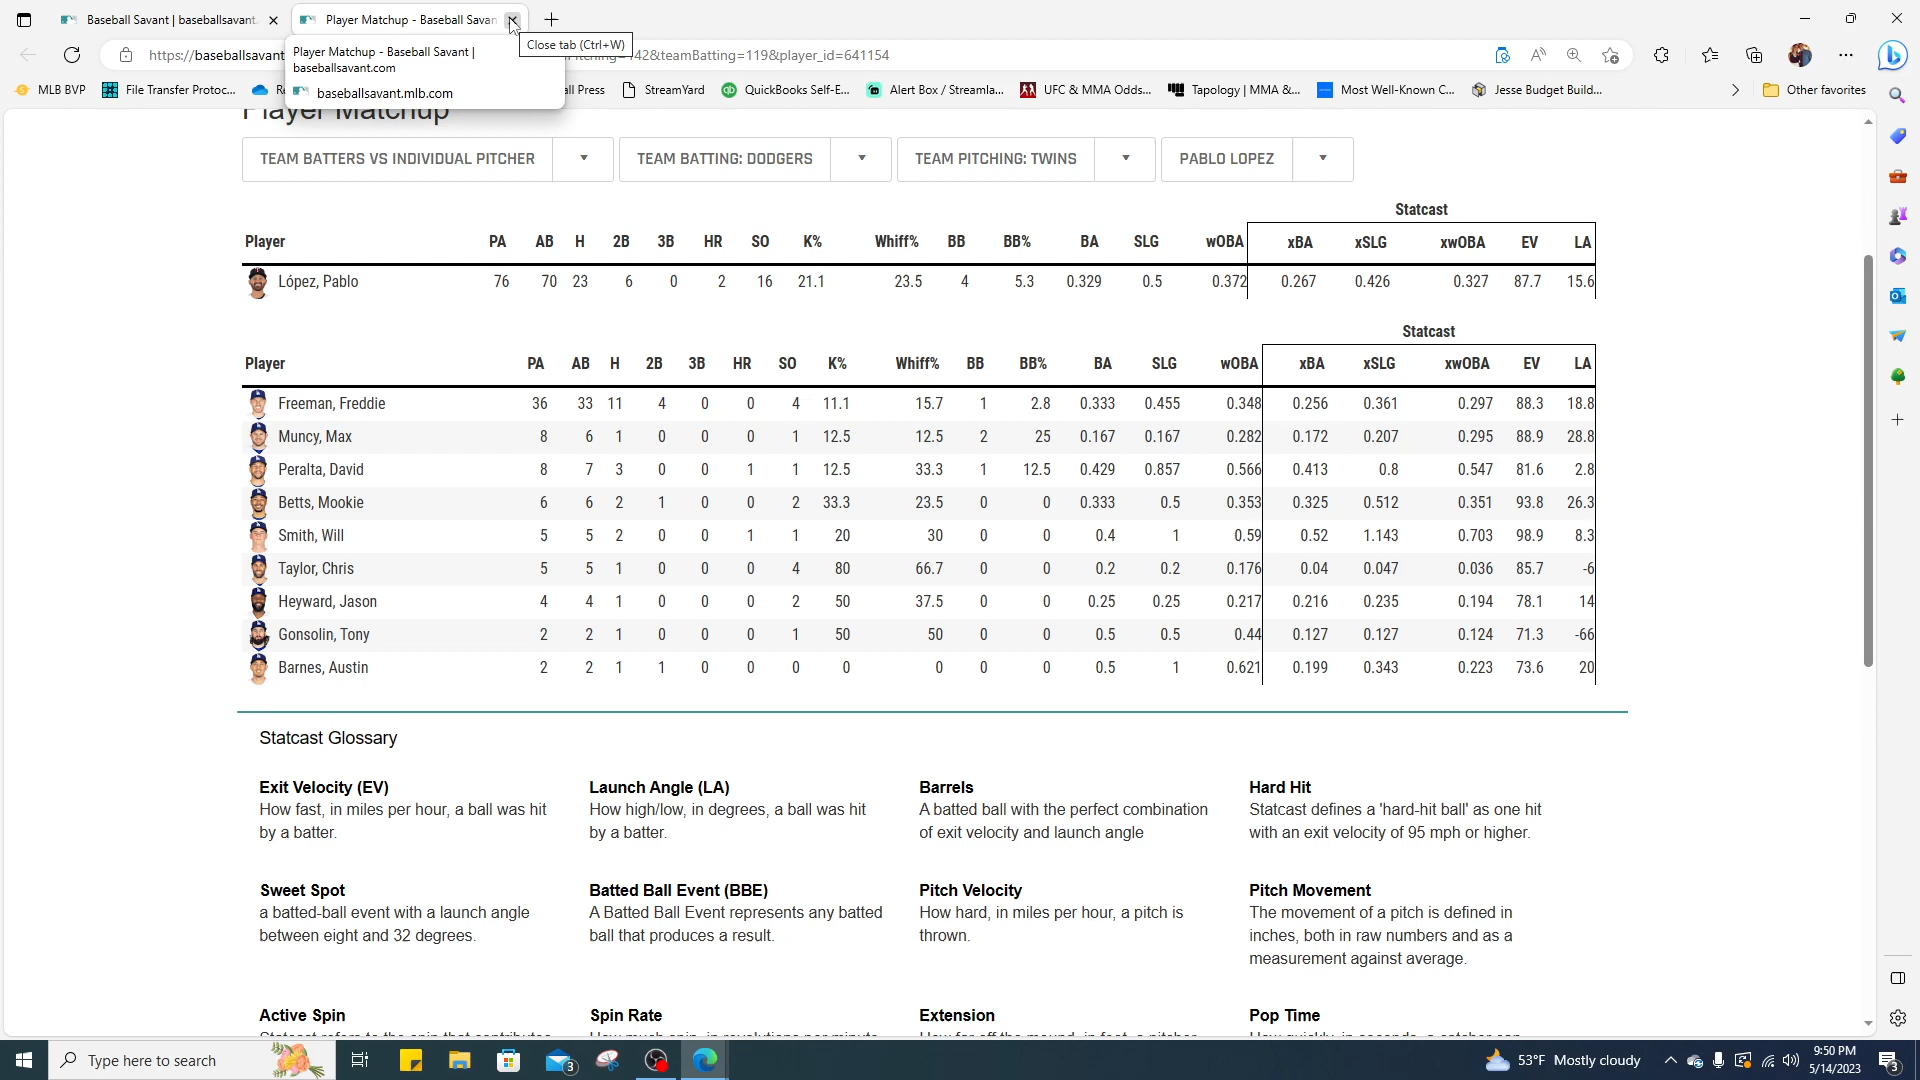 Baseball Savant | baseballsavant.
Player Matchup - Baseball Savan
Close tab (Ctrl+W)
Player Matchup - Baseball Savant |
baseballsavant.com
baseballsavant.mlb.com
https://baseballsavant
42&teamBatting=119&player_id=641154
MLB BVP
File Transfer Protoc...
all Press
StreamYard
QuickBooks Self-E...
Alert Box / Streamla...
UFC & MMA Odds...
Tapology | MMA &...
Most Well-Known C...
Jesse Budget Build...
Other favorites
Player Matchup
TEAM BATTERS VS INDIVIDUAL PITCHER
TEAM BATTING: DODGERS
TEAM PITCHING: TWINS
PABLO LOPEZ
Statcast
Player PA AB H 2B 3B HR SO K% Whiff% BB BB% BA SLG wOBA xBA xSLG xwOBA EV LA
López, Pablo 76 70 23 6 0 2 16 21.1 23.5 4 5.3 0.329 0.5 0.372 0.267 0.426 0.327 87.7 15.6
Statcast
Player PA AB H 2B 3B HR SO K% Whiff% BB BB% BA SLG wOBA xBA xSLG xwOBA EV LA
Freeman, Freddie 36 33 11 4 0 0 4 11.1 15.7 1 2.8 0.333 0.455 0.348 0.256 0.361 0.297 88.3 18.8
Muncy, Max 8 6 1 0 0 0 1 12.5 12.5 2 25 0.167 0.167 0.282 0.172 0.207 0.295 88.9 28.8
Peralta, David 8 7 3 0 0 1 1 12.5 33.3 1 12.5 0.429 0.857 0.566 0.413 0.8 0.547 81.6 2.8
Betts, Mookie 6 6 2 1 0 0 2 33.3 23.5 0 0 0.333 0.5 0.353 0.325 0.512 0.351 93.8 26.3
Smith, Will 5 5 2 0 0 1 1 20 30 0 0 0.4 1 0.59 0.52 1.143 0.703 98.9 8.3
Taylor, Chris 5 5 1 0 0 0 4 80 66.7 0 0 0.2 0.2 0.176 0.04 0.047 0.036 85.7 -6
Heyward, Jason 4 4 1 0 0 0 2 50 37.5 0 0 0.25 0.25 0.217 0.216 0.235 0.194 78.1 14
Gonsolin, Tony 2 2 1 0 0 0 1 50 50 0 0 0.5 0.5 0.44 0.127 0.127 0.124 71.3 -66
Barnes, Austin 2 2 1 1 0 0 0 0 0 0 0 0.5 1 0.621 0.199 0.343 0.223 73.6 20
Statcast Glossary
Exit Velocity (EV)
How fast, in miles per hour, a ball was hit
by a batter.
Launch Angle (LA)
How high/low, in degrees, a ball was hit
by a batter.
Barrels
A batted ball with the perfect combination
of exit velocity and launch angle
Hard Hit
Statcast defines a 'hard-hit ball' as one hit
with an exit velocity of 95 mph or higher.
Sweet Spot
a batted-ball event with a launch angle
between eight and 32 degrees.
Batted Ball Event (BBE)
A Batted Ball Event represents any batted
ball that produces a result.
Pitch Velocity
How hard, in miles per hour, a pitch is
thrown.
Pitch Movement
The movement of a pitch is defined in
inches, both in raw numbers and as a
measurement against average.
Active Spin
Spin Rate
Extension
Pop Time
Type here to search
3
53°F Mostly cloudy
9:50 PM
5/14/2023
3